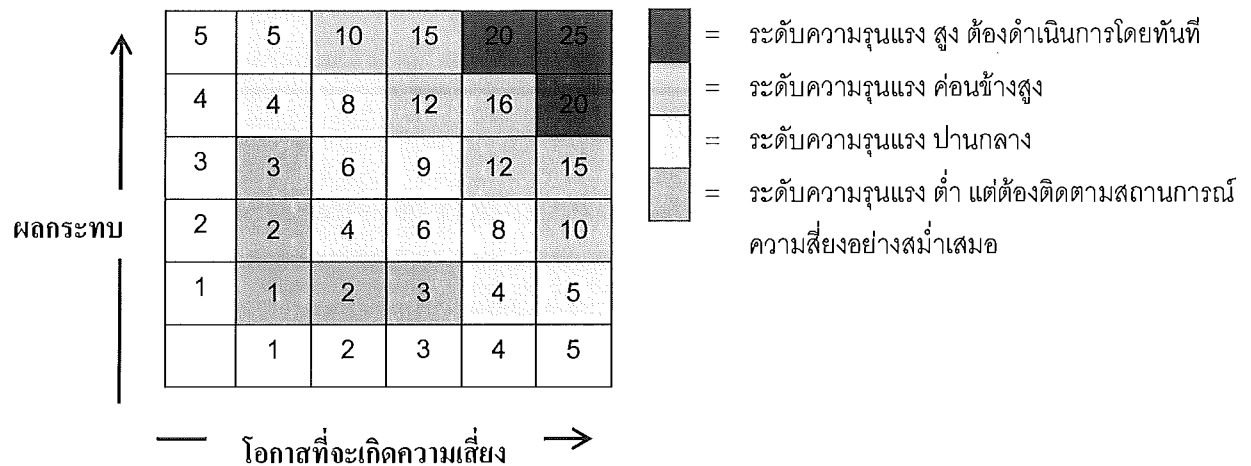 5 5 10 15 20 25
4 4 8 12 16 20
3 3 6 9 12 15
2 2 4 6 8 10
1 1 2 3 4 5
1 2 3 4 5
ผลกระทบ
โอกาสที่จะเกิดความเสี่ยง
= ระดับความรุนแรง สูง ต้องดำเนินการโดยทันที
= ระดับความรุนแรง ค่อนข้างสูง
= ระดับความรุนแรง ปานกลาง
= ระดับความรุนแรง ต่ำ แต่ต้องติดตามสถานการณ์
ความสี่ยงอย่างสม่ำเสมอ